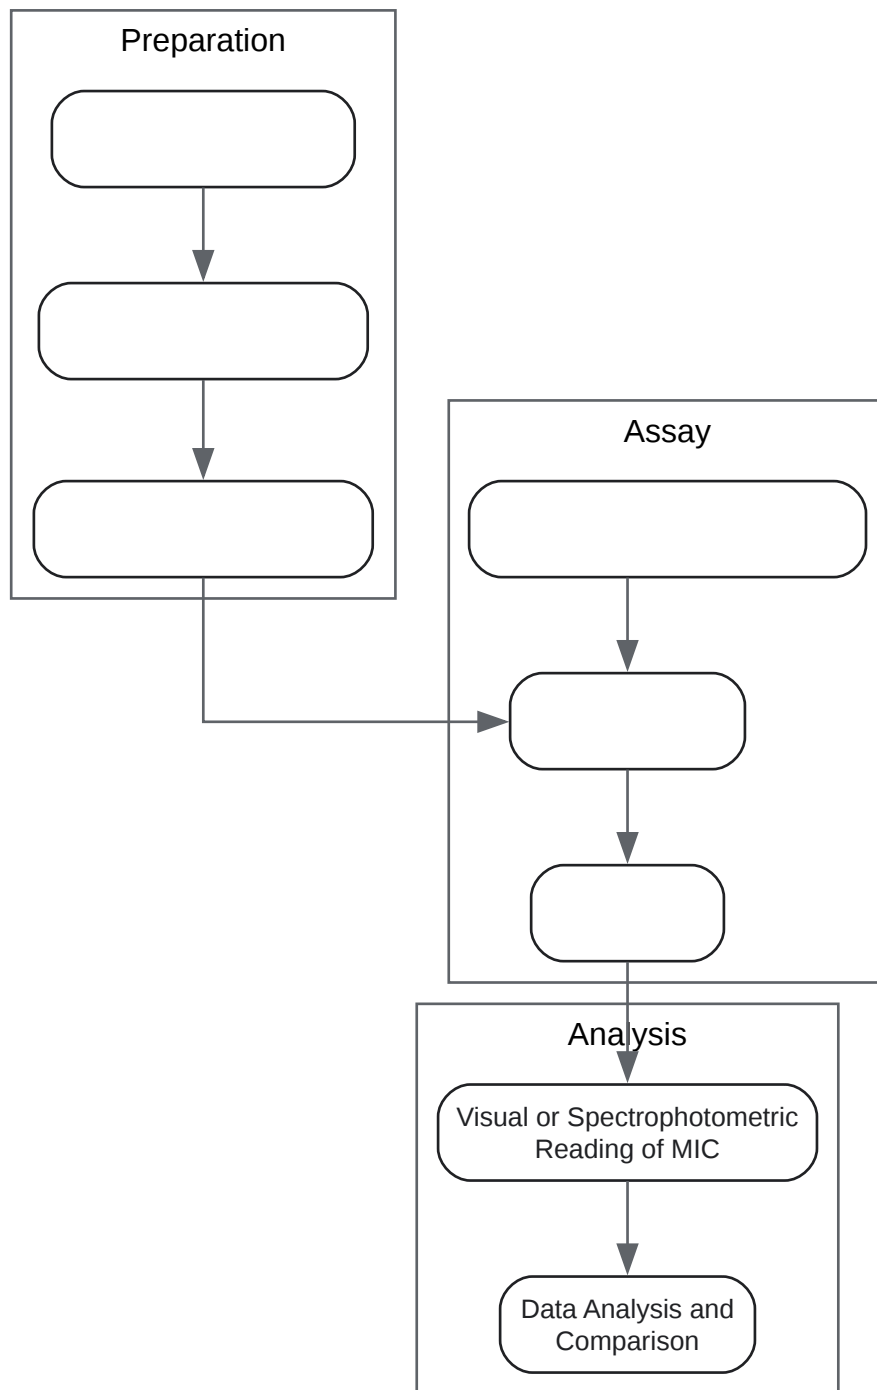 Preparation
Assay
Analysis
Visual or Spectrophotometric
Reading of MIC
Data Analysis and
Comparison